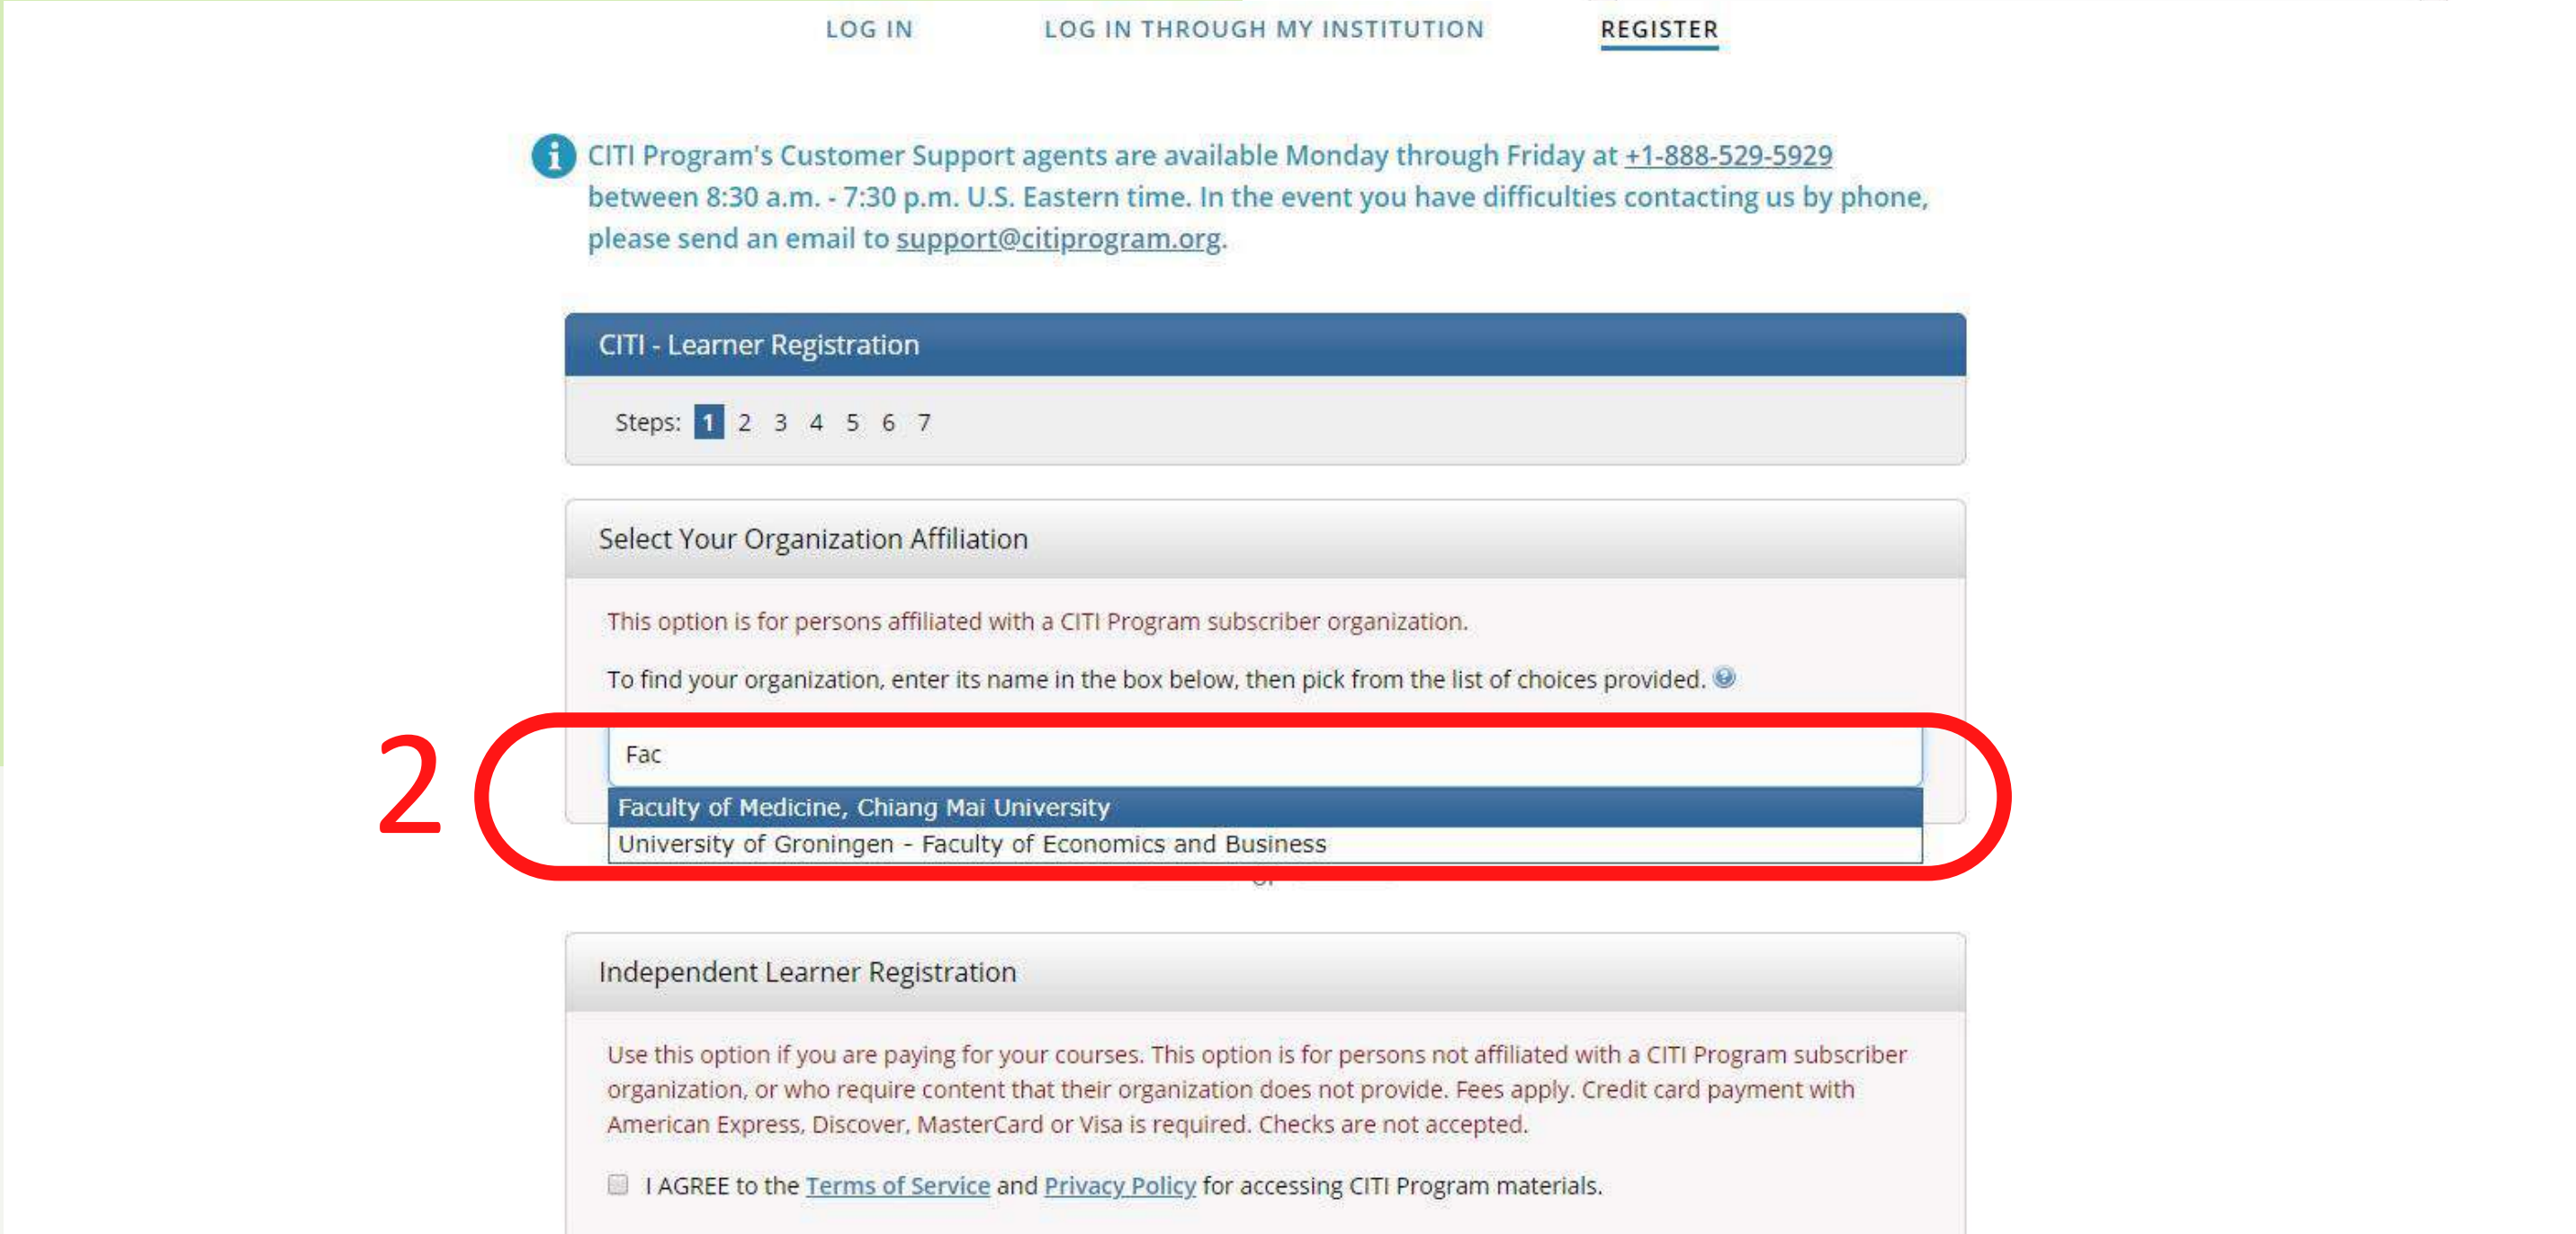 LOG IN LOG IN THROUGH MY INSTITUTION REGISTER
CITI Program's Customer Support agents are available Monday through Friday at +1-888-529-5929
between 8:30 a.m. - 7:30 p.m. U.S. Eastern time. In the event you have difficulties contacting us by phone,
please send an email to support@citiprogram.org.
CITI - Learner Registration
Steps: 1 2 3 4 5 6 7
Select Your Organization Affiliation
This option is for persons affiliated with a CITI Program subscriber organization.
To find your organization, enter its name in the box below, then pick from the list of choices provided.
2
Fac
Faculty of Medicine, Chiang Mai University
University of Groningen - Faculty of Economics and Business
Independent Learner Registration
Use this option if you are paying for your courses. This option is for persons not affiliated with a CITI Program subscriber
organization, or who require content that their organization does not provide. Fees apply. Credit card payment with
American Express, Discover, MasterCard or Visa is required. Checks are not accepted.
I AGREE to the Terms of Service and Privacy Policy for accessing CITI Program materials.